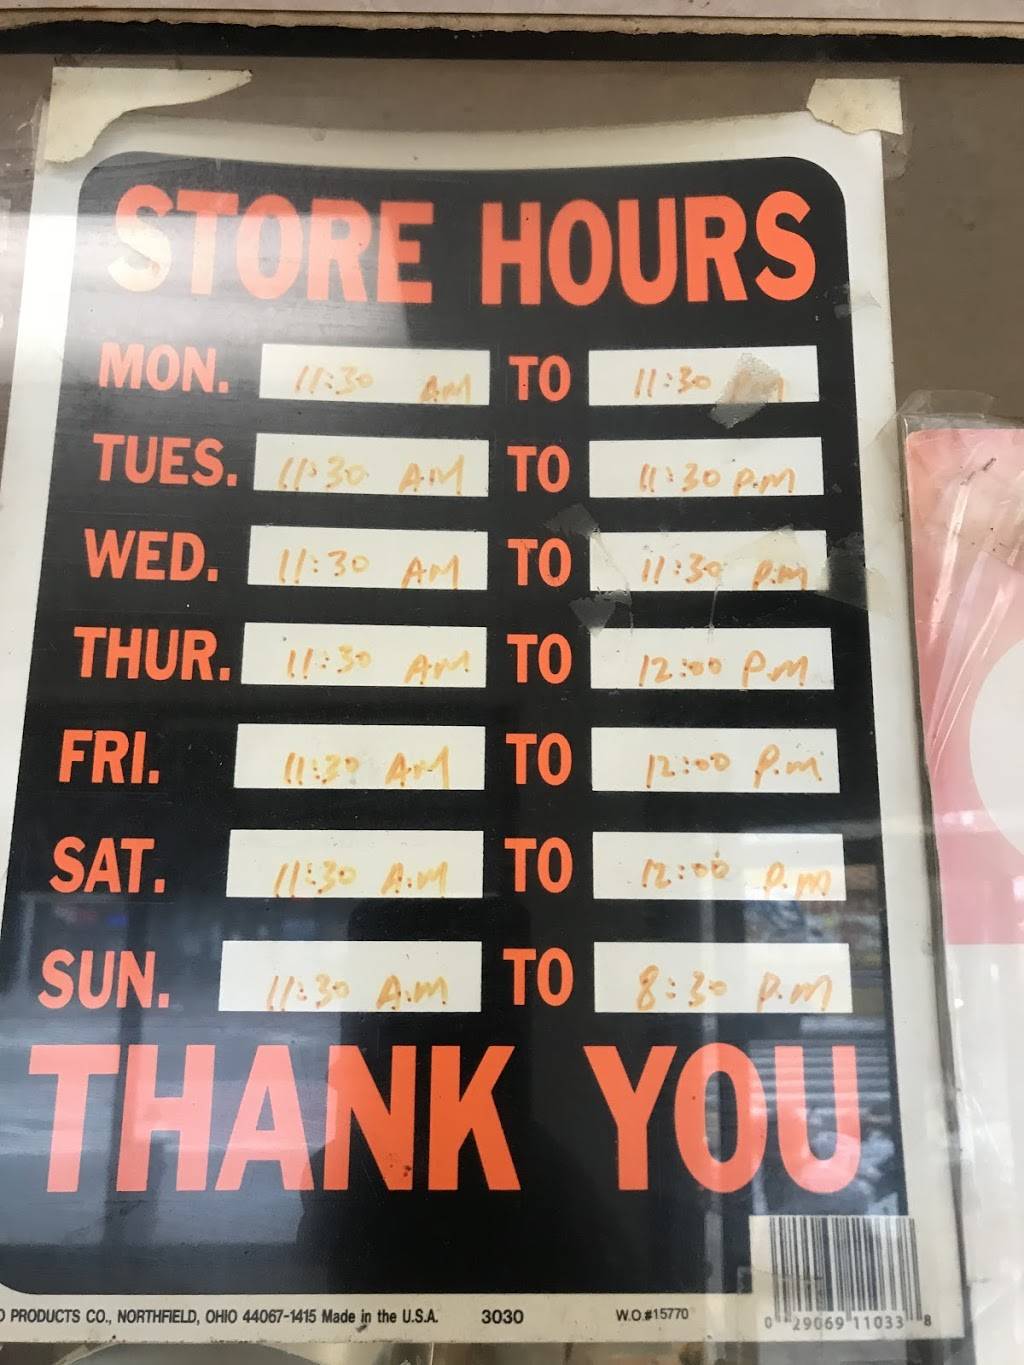 STORE HOURS
MON. 11:30 AM TO 11:30
TUES. 11:30 AM TO 11:30 P.M
WED. 11:30 AM TO 11:30 P.M
THUR. 11:30 AM TO 12:00 P.M
FRI. 11:30 AM TO 12:00 P.m
SAT. 11:30 A.M TO 12:00 P.M
SUN. 11:30 A.M TO 8:30 P.M
THANK YOU
PRODUCTS CO., NORTHFIELD, OHIO 44067-1415 Made in the U.S.A. 3030 W.O.#15770
0 29069 11033 8